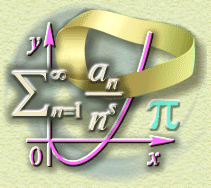 y
∞ aₙ
∑ —
n=1 nˢ
π
0 x